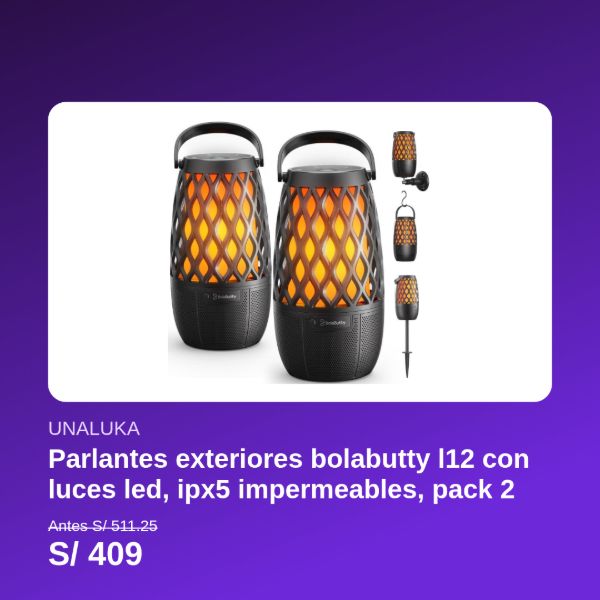 UNALUKA
Parlantes exteriores bolabutty l12 con
luces led, ipx5 impermeables, pack 2
Antes S/ 511.25
S/ 409